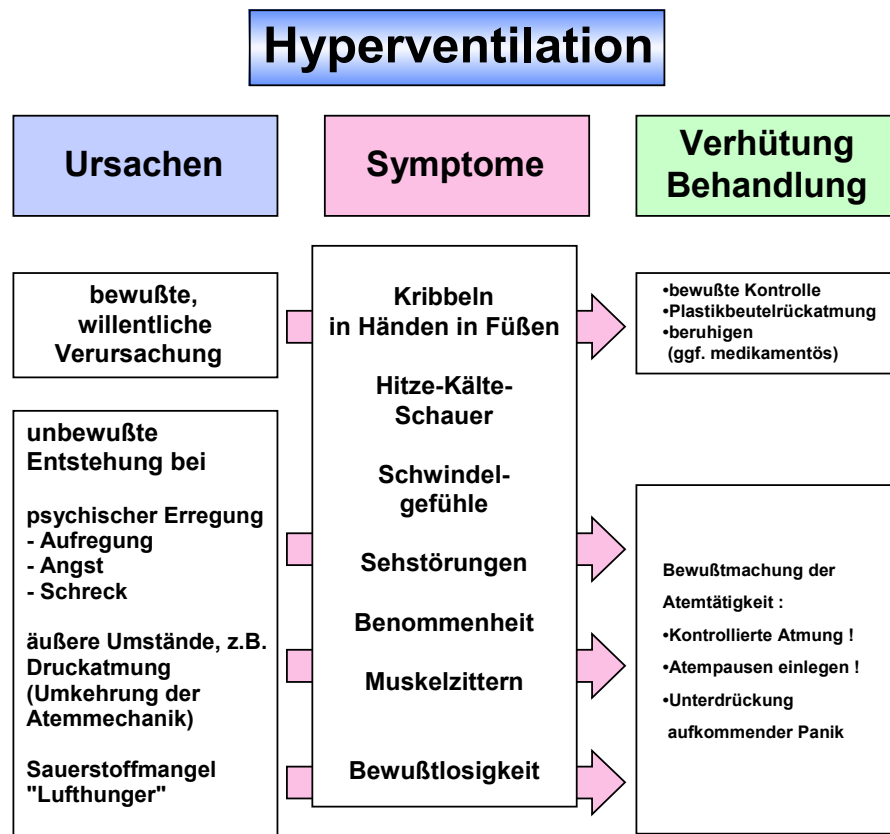 Hyperventilation
Ursachen
Symptome
Verhütung
Behandlung
bewußte,
willentliche
Verursachung
unbewußte
Entstehung bei
psychischer Erregung
- Aufregung
- Angst
- Schreck
äußere Umstände, z.B.
Druckatmung
(Umkehrung der
Atemmechanik)
Sauerstoffmangel
"Lufthunger"
Kribbeln
in Händen in Füßen
Hitze-Kälte-
Schauer
Schwindel-
gefühle
Sehstörungen
Benommenheit
Muskelzittern
Bewußtlosigkeit
•bewußte Kontrolle
•Plastikbeutelrückatmung
•beruhigen
(ggf. medikamentös)
Bewußtmachung der
Atemtätigkeit :
•Kontrollierte Atmung !
•Atempausen einlegen !
•Unterdrückung
aufkommender Panik